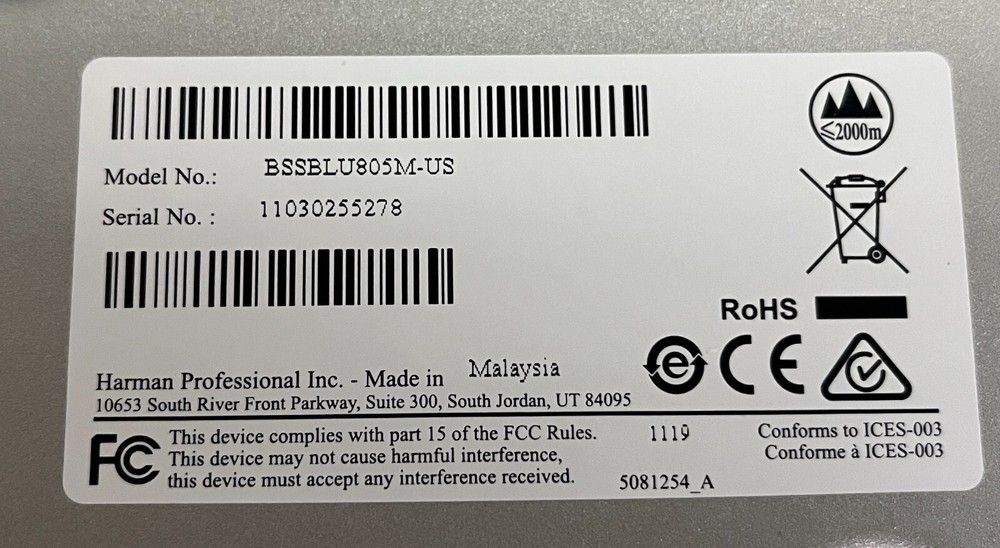 ≤2000m
Model No.: BSSBLU805M-US
Serial No. : 11030255278
RoHS
e CE
Harman Professional Inc. - Made in Malaysia
10653 South River Front Parkway, Suite 300, South Jordan, UT 84095
FC This device complies with part 15 of the FCC Rules. 1119 Conforms to ICES-003
This device may not cause harmful interference, Conforme à ICES-003
this device must accept any interference received. 5081254_A